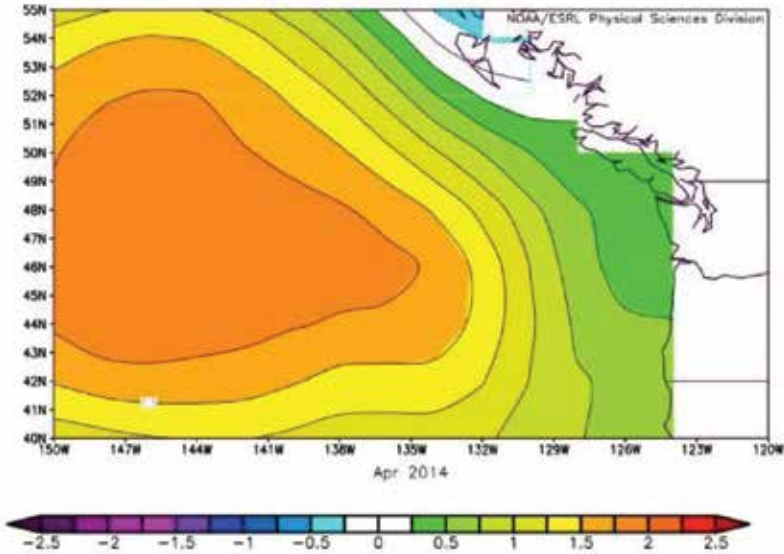 55N
NOAA/ESRL Physical Sciences Division
54N
53N
52N
51N
50N
49N
48N
47N
46N
45N
44N
43N
42N
41N
40N
150W 147W 144W 141W 138W 135W 132W 129W 126W 123W 120W
Apr 2014
-2.5 -2 -1.5 -1 -0.5 0 0.5 1 1.5 2 2.5